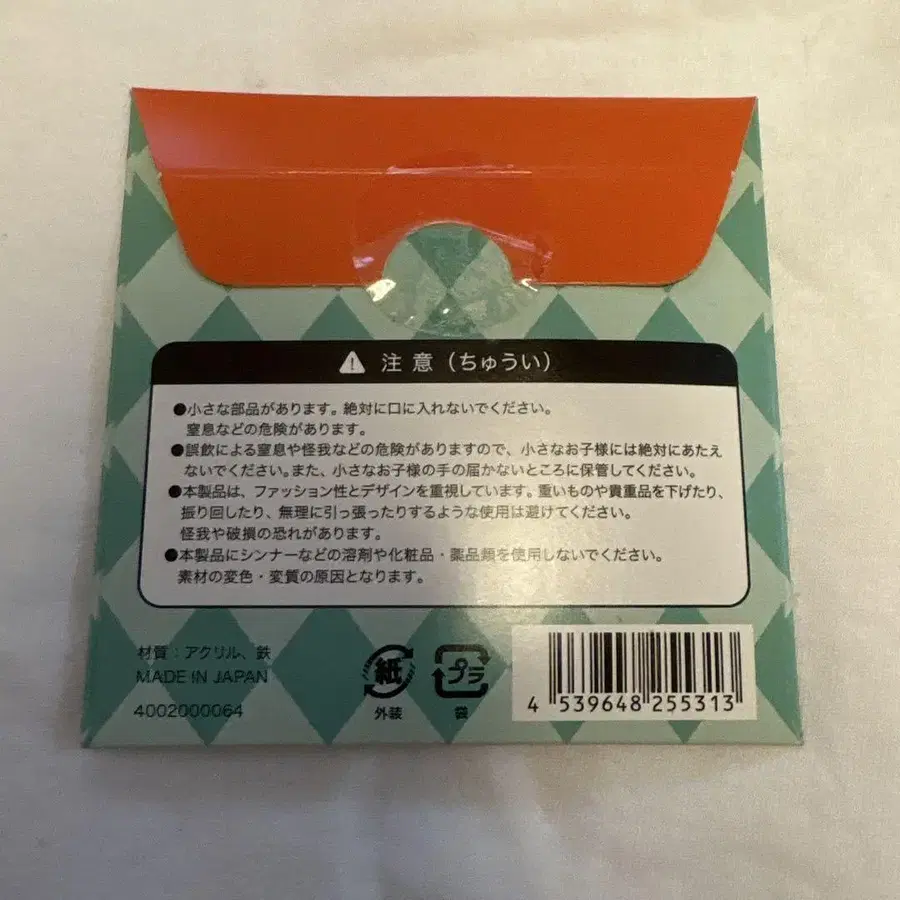 注意（ちゅうい）
●小さな部品があります。絶対に口に入れないでください。
窒息などの危険があります。
●誤飲による窒息や怪我などの危険がありますので、小さなお子様には絶対にあたえ
ないでください。また、小さなお子様の手の届かないところに保管してください。
●本製品は、ファッション性とデザインを重視しています。重いものや貴重品を下げたり、
振り回したり、無理に引っ張ったりするような使用は避けてください。
怪我や破損の恐れがあります。
●本製品にシンナーなどの溶剤や化粧品・薬品類を使用しないでください。
素材の変色・変質の原因となります。
材質：アクリル、鉄
MADE IN JAPAN
4002000064
紙
外装
プラ
袋
4 539648 255313